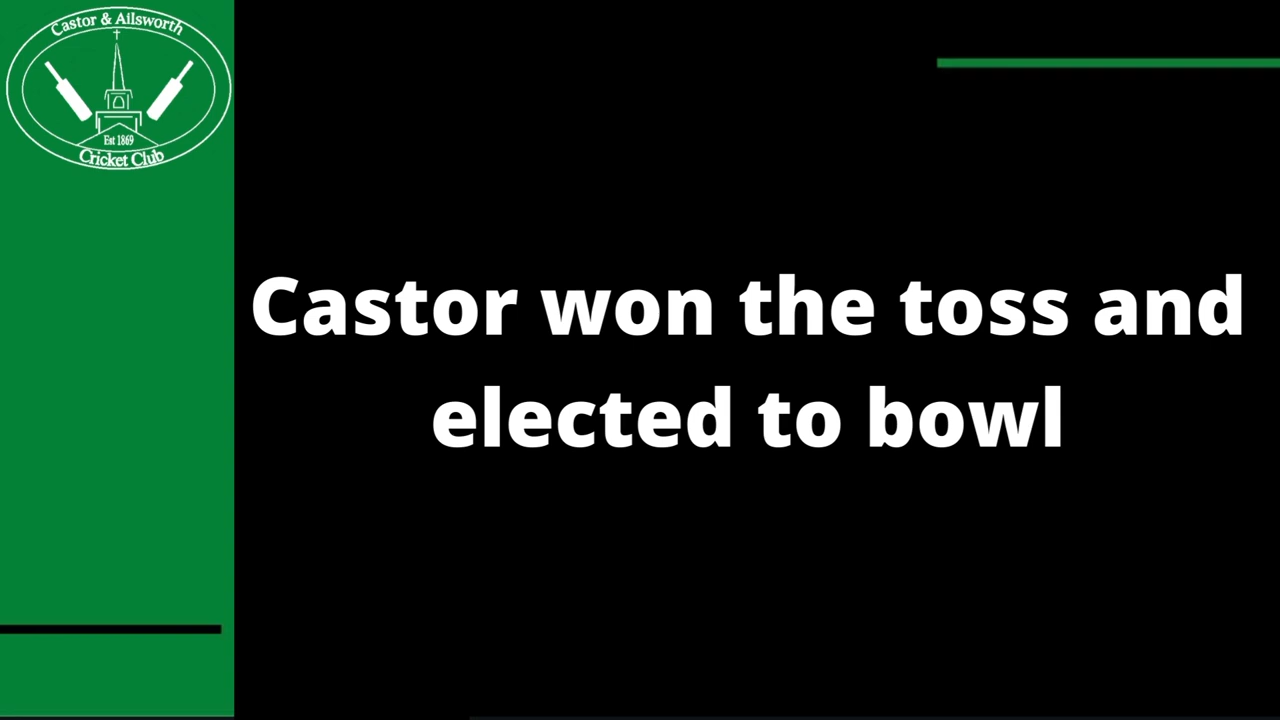 Castor & Ailsworth
Est 1869
Cricket Club
Castor won the toss and
elected to bowl